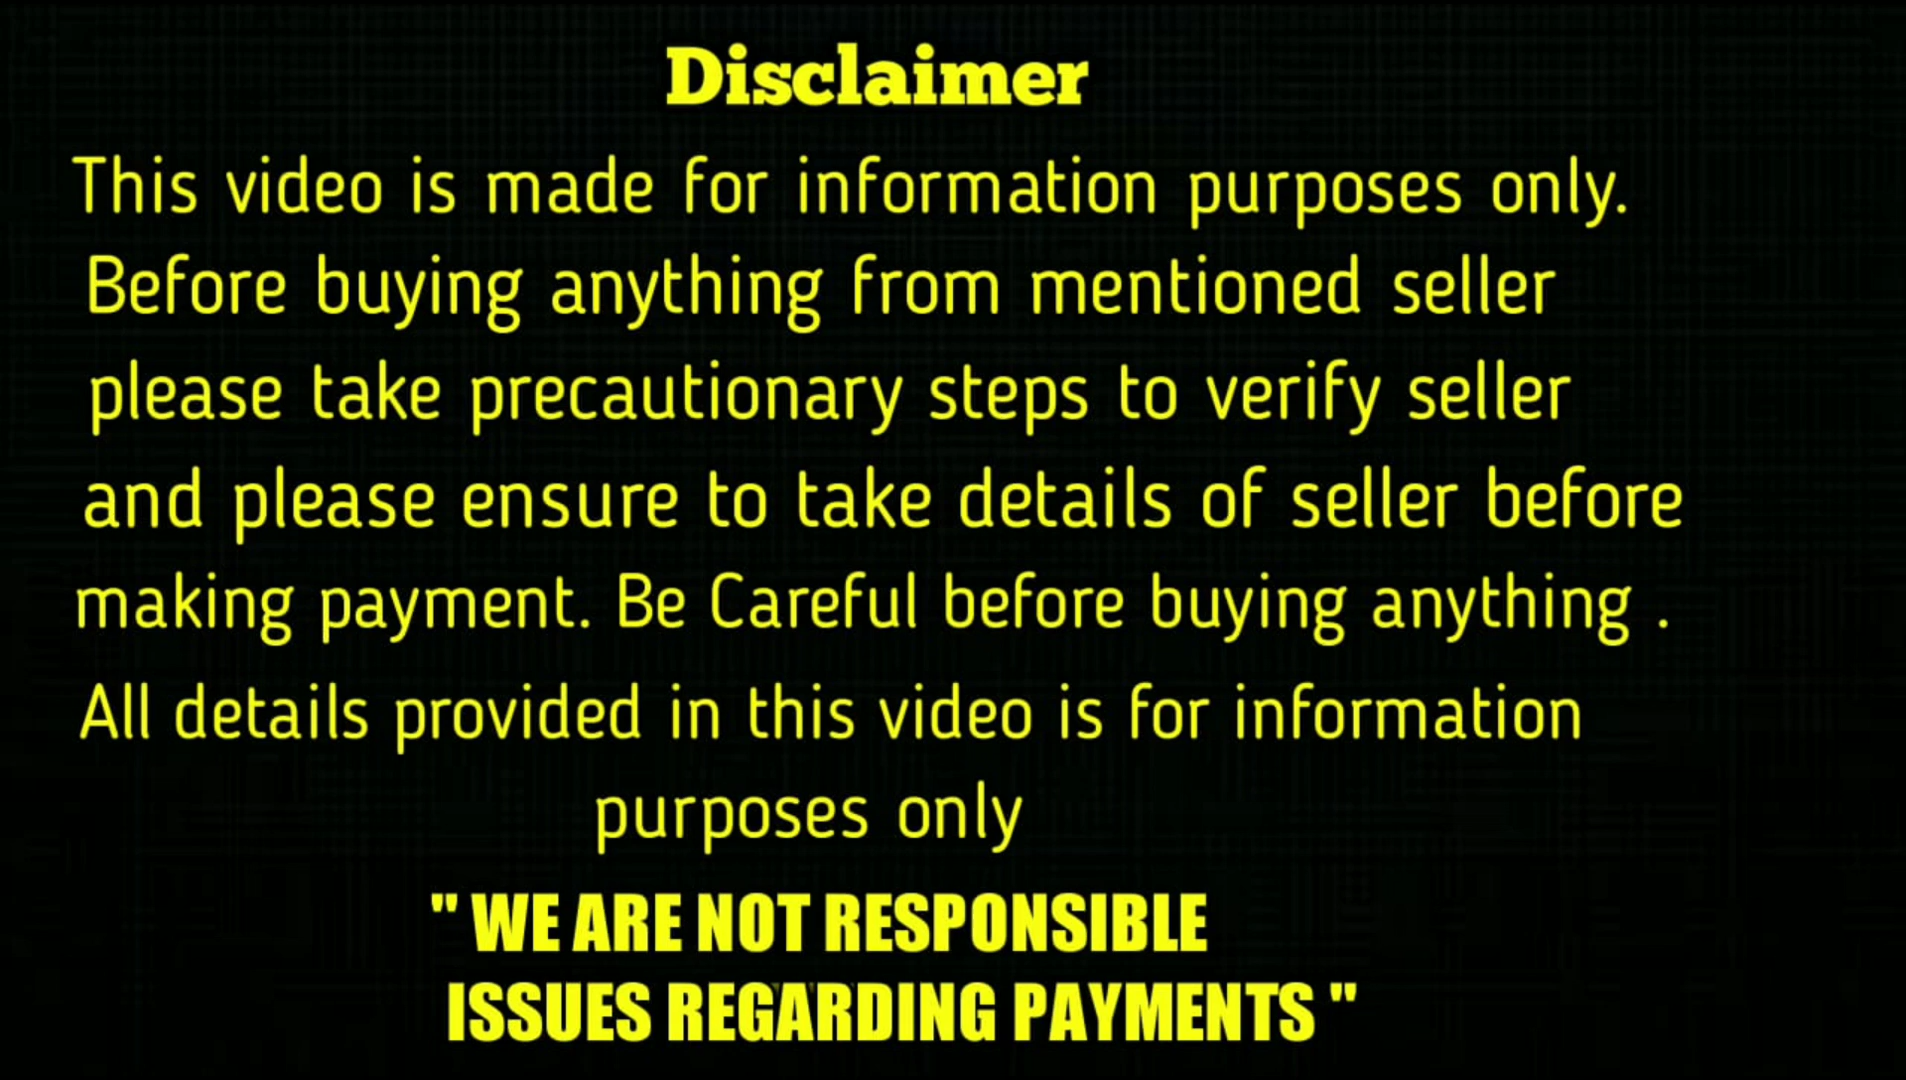 Disclaimer
This video is made for information purposes only.
Before buying anything from mentioned seller
please take precautionary steps to verify seller
and please ensure to take details of seller before
making payment. Be Careful before buying anything .
All details provided in this video is for information
purposes only
" WE ARE NOT RESPONSIBLE
ISSUES REGARDING PAYMENTS "